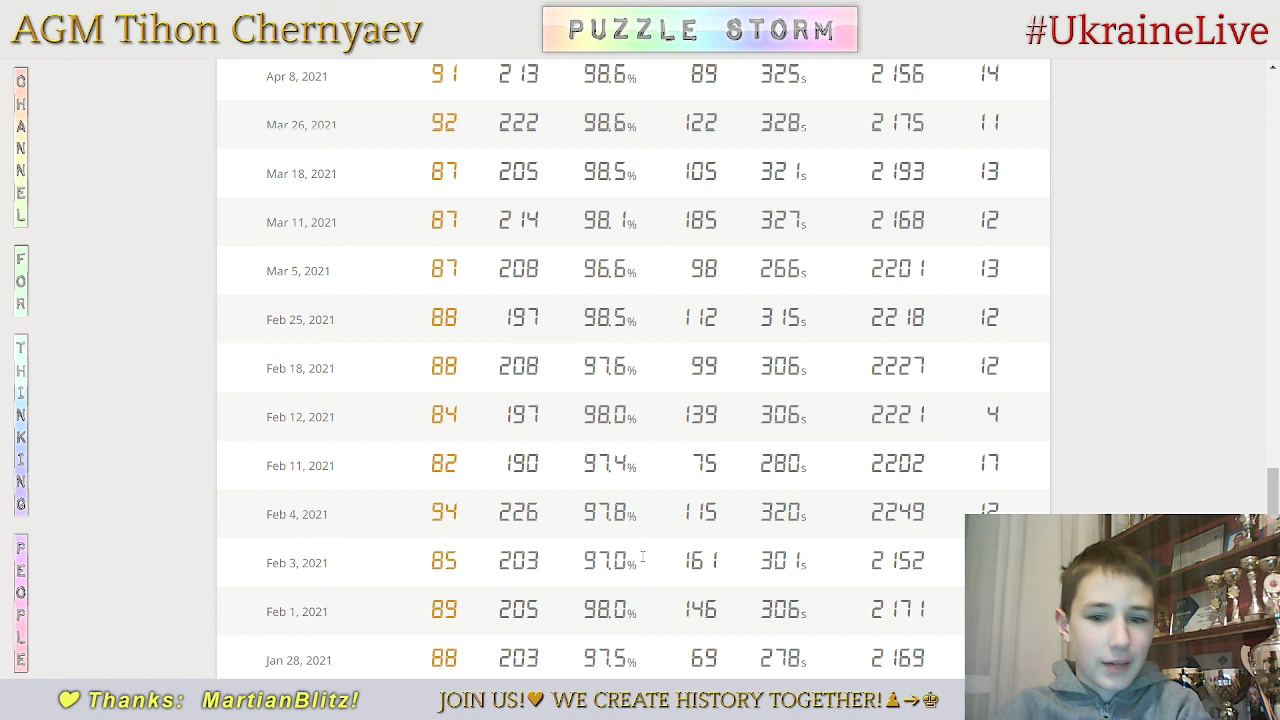 AGM Tihon Chernyaev
PUZZLE STORM
#UkraineLive
CHANNEL
FOR
THINKING
PEOPLE
Apr 8, 2021 91 213 98.6% 89 325s 2156 14
Mar 26, 2021 92 222 98.6% 122 328s 2175 11
Mar 18, 2021 87 205 98.5% 105 321s 2193 13
Mar 11, 2021 87 214 98.1% 185 327s 2168 12
Mar 5, 2021 87 208 96.6% 98 266s 2201 13
Feb 25, 2021 88 197 98.5% 112 315s 2218 12
Feb 18, 2021 88 208 97.6% 99 306s 2227 12
Feb 12, 2021 84 197 98.0% 139 306s 2221 4
Feb 11, 2021 82 190 97.4% 75 280s 2202 17
Feb 4, 2021 94 226 97.8% 115 320s 2249 12
Feb 3, 2021 85 203 97.0% 161 301s 2152
Feb 1, 2021 89 205 98.0% 146 306s 2171
Jan 28, 2021 88 203 97.5% 69 278s 2169
Thanks: MartianBlitz!
JOIN US!🧡 WE CREATE HISTORY TOGETHER!♟→♚